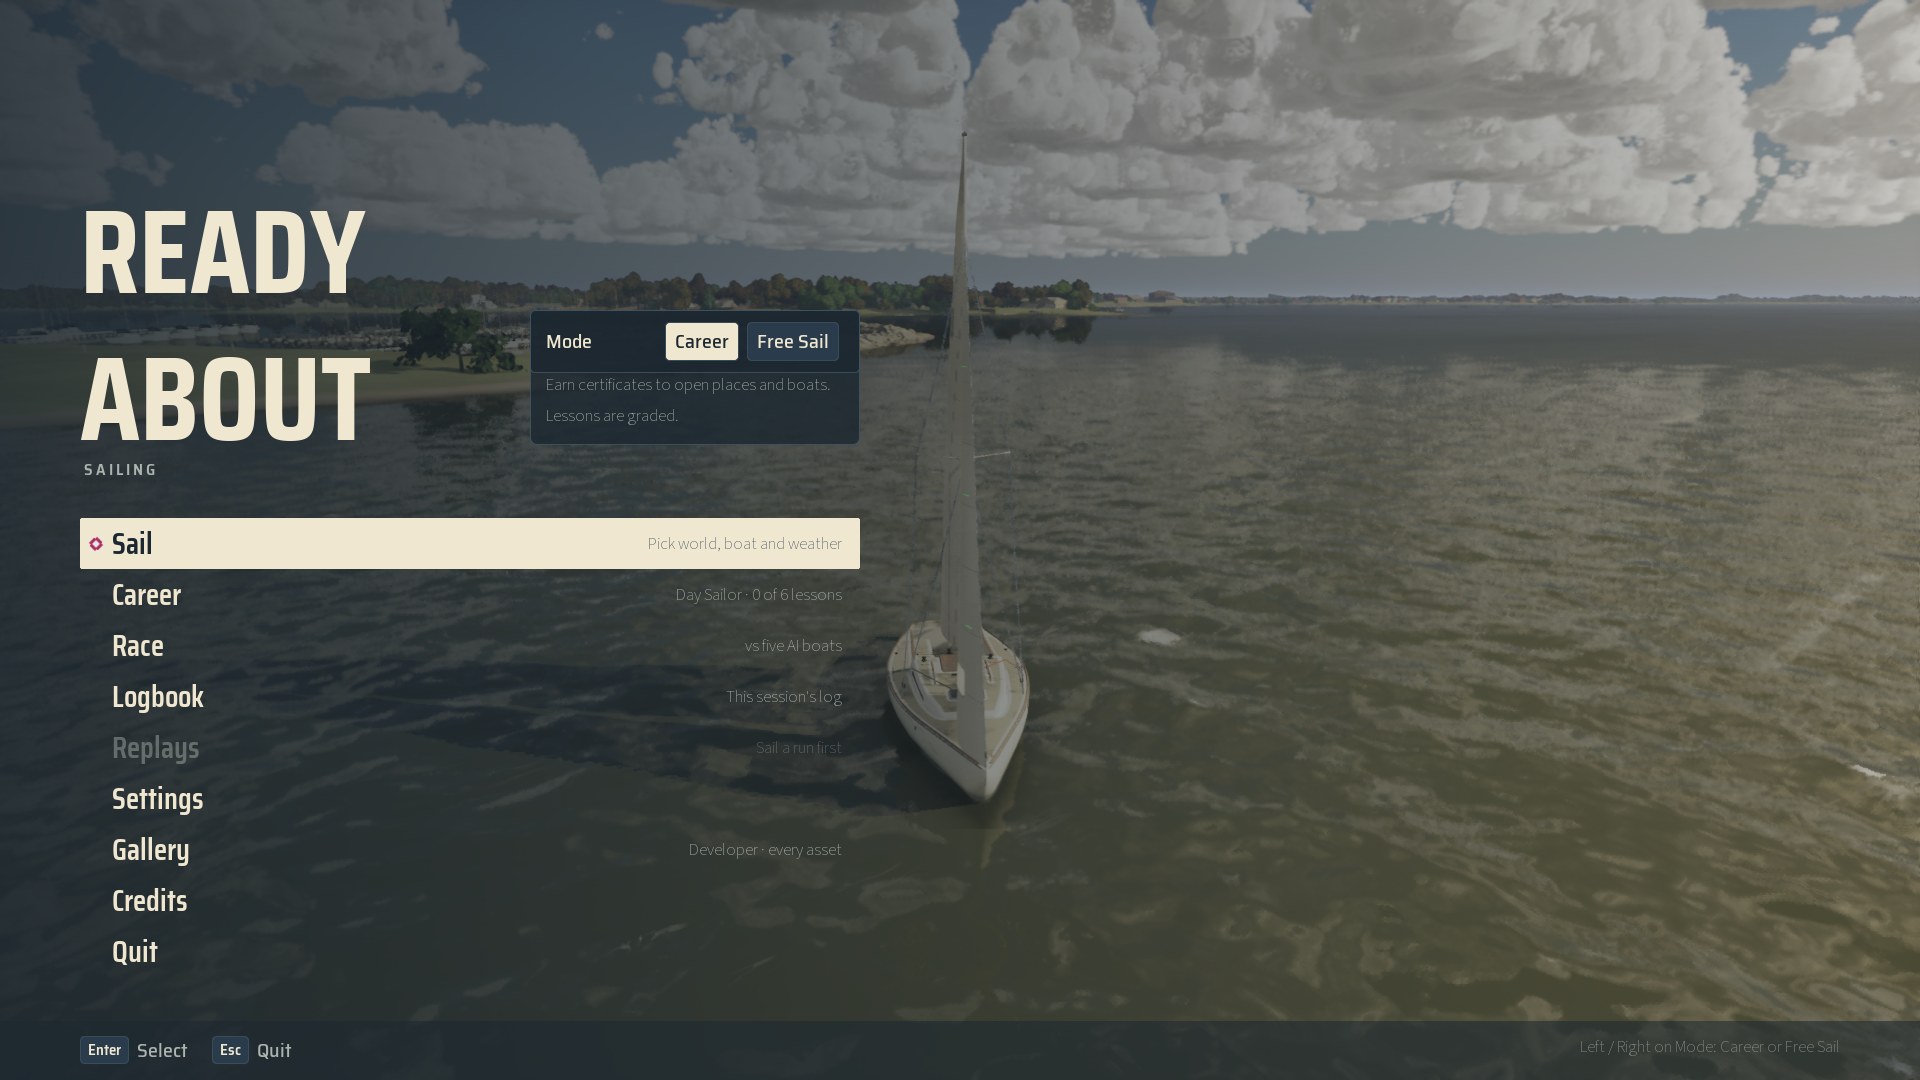 READY
ABOUT
SAILING
Mode Career Free Sail
Earn certificates to open places and boats.
Lessons are graded.
Sail Pick world, boat and weather
Career Day Sailor · 0 of 6 lessons
Race vs five AI boats
Logbook This session's log
Replays Sail a run first
Settings
Gallery Developer · every asset
Credits
Quit
Enter Select Esc Quit Left / Right on Mode: Career or Free Sail